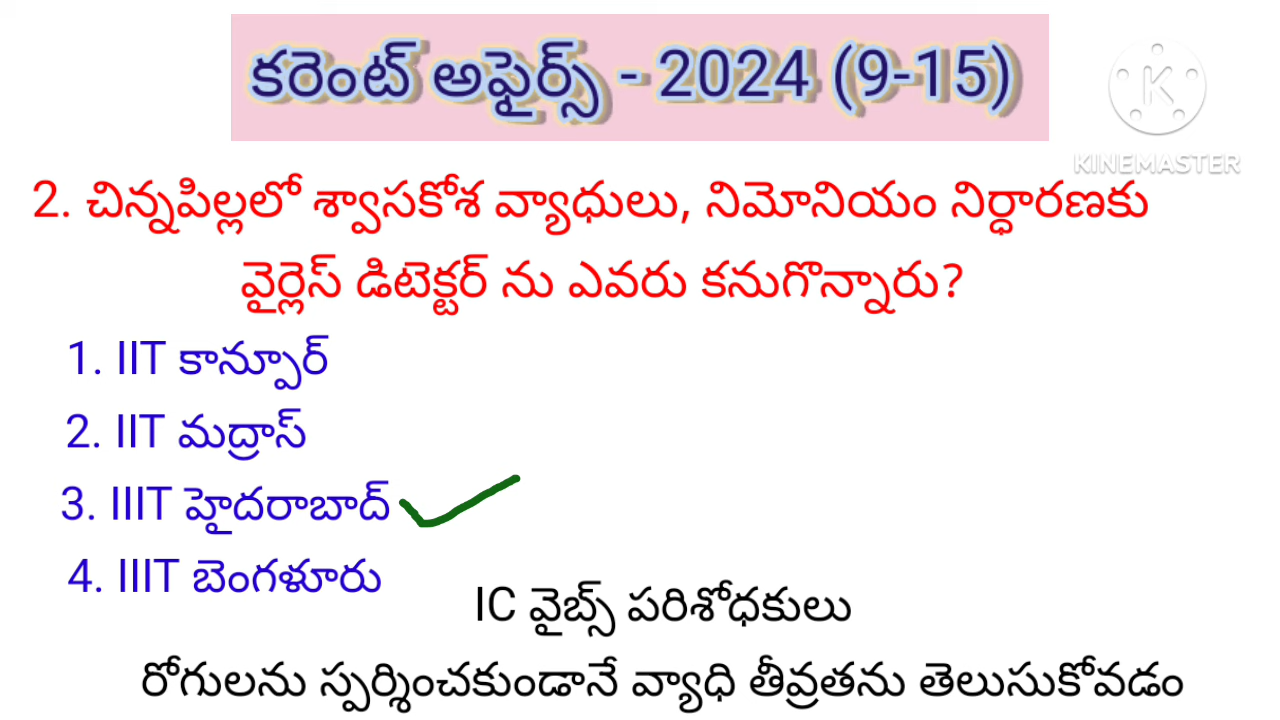 కరెంట్ అఫైర్స్ - 2024 (9-15)
KINEMASTER
2. చిన్నపిల్లలో శ్వాసకోశ వ్యాధులు, నిమోనియం నిర్ధారణకు
వైర్లెస్ డిటెక్టర్ ను ఎవరు కనుగొన్నారు?
1. IIT కాన్పూర్
2. IIT మద్రాస్
3. IIIT హైదరాబాద్
4. IIIT బెంగళూరు
IC వైబ్స్ పరిశోధకులు
రోగులను స్పర్శించకుండానే వ్యాధి తీవ్రతను తెలుసుకోవడం